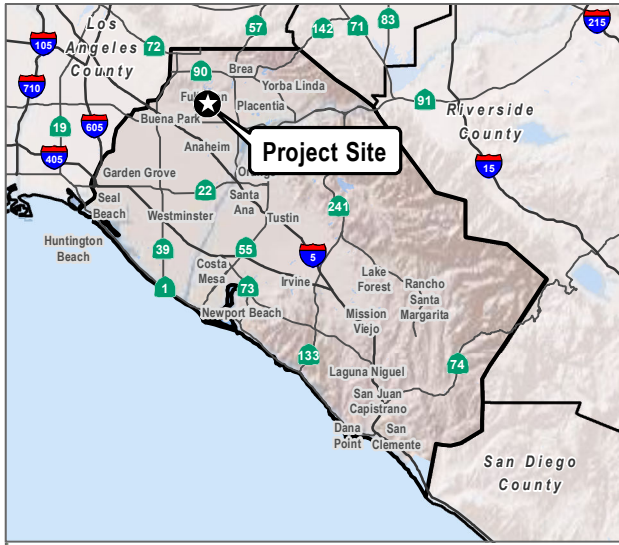 Los
Angeles
County
105
72
57
142
71
83
215
710
90
Brea
Yorba Linda
91
19
605
Placentia
Buena Park
Riverside
County
405
Anaheim
Project Site
15
Garden Grove
22
Santa
Ana
241
Seal
Beach
Westminster
Tustin
Huntington
Beach
39
55
5
Costa
Mesa
Irvine
Lake
Forest
Rancho
Santa
Margarita
1
73
Newport Beach
Mission
Viejo
133
Laguna Niguel
74
San Juan
Capistrano
Dana
Point
San
Clemente
San Diego
County